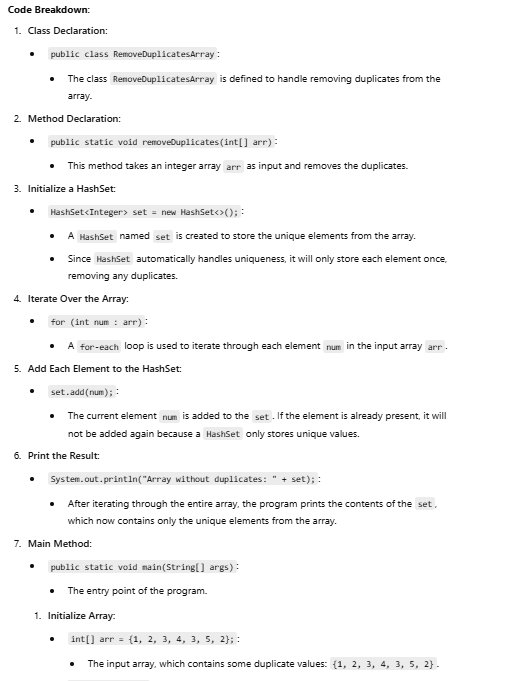 Code Breakdown:
1. Class Declaration:
• public class RemoveDuplicatesArray :
• The class RemoveDuplicatesArray is defined to handle removing duplicates from the
array.
2. Method Declaration:
• public static void removeDuplicates(int[] arr) :
• This method takes an integer array arr as input and removes the duplicates.
3. Initialize a HashSet:
• HashSet<Integer> set = new HashSet<>(); :
• A HashSet named set is created to store the unique elements from the array.
• Since HashSet automatically handles uniqueness, it will only store each element once,
removing any duplicates.
4. Iterate Over the Array:
• for (int num : arr) :
• A for-each loop is used to iterate through each element num in the input array arr .
5. Add Each Element to the HashSet:
• set.add(num); :
• The current element num is added to the set . If the element is already present, it will
not be added again because a HashSet only stores unique values.
6. Print the Result:
• System.out.println("Array without duplicates: " + set); :
• After iterating through the entire array, the program prints the contents of the set ,
which now contains only the unique elements from the array.
7. Main Method:
• public static void main(String[] args) :
• The entry point of the program.
1. Initialize Array:
• int[] arr = {1, 2, 3, 4, 3, 5, 2}; :
• The input array, which contains some duplicate values: {1, 2, 3, 4, 3, 5, 2} .